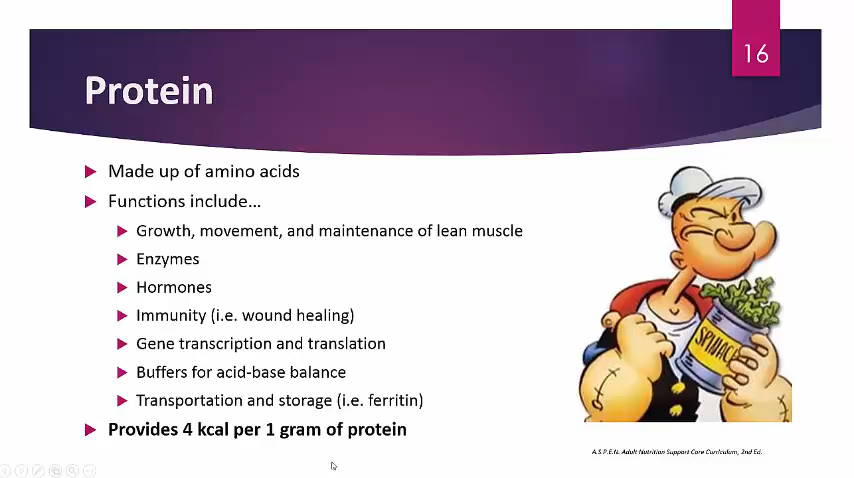 16
Protein
Made up of amino acids
Functions include...
Growth, movement, and maintenance of lean muscle
Enzymes
Hormones
Immunity (i.e. wound healing)
Gene transcription and translation
Buffers for acid-base balance
Transportation and storage (i.e. ferritin)
Provides 4 kcal per 1 gram of protein
SPINAC
A.S.P.E.N. Adult Nutrition Support Core Curriculum, 2nd Ed.